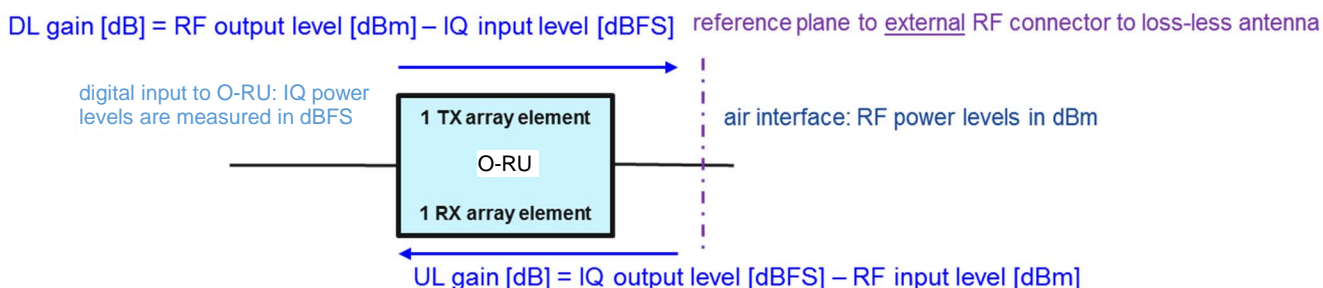 DL gain [dB] = RF output level [dBm] – IQ input level [dBFS]
reference plane to external RF connector to loss-less antenna
digital input to O-RU: IQ power
levels are measured in dBFS
1 TX array element
O-RU
1 RX array element
air interface: RF power levels in dBm
UL gain [dB] = IQ output level [dBFS] – RF input level [dBm]